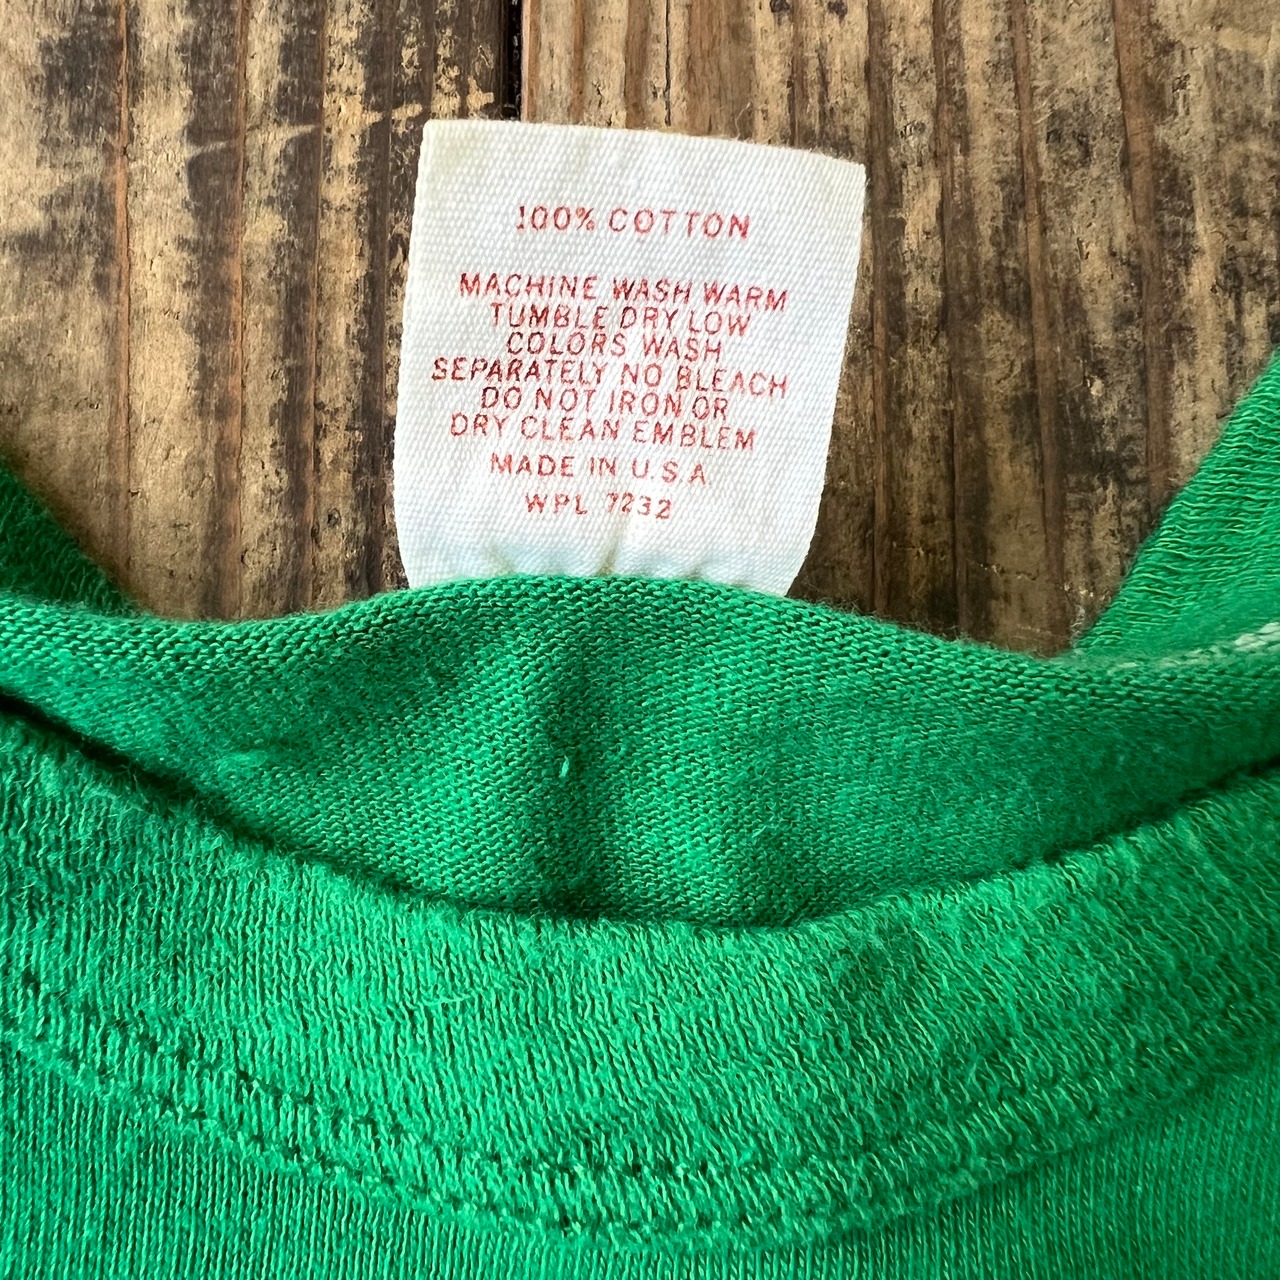 100% COTTON
MACHINE WASH WARM
TUMBLE DRY LOW
COLORS WASH
SEPARATELY NO BLEACH
DO NOT IRON OR
DRY CLEAN EMBLEM
MADE IN U.S.A
WPL 7232